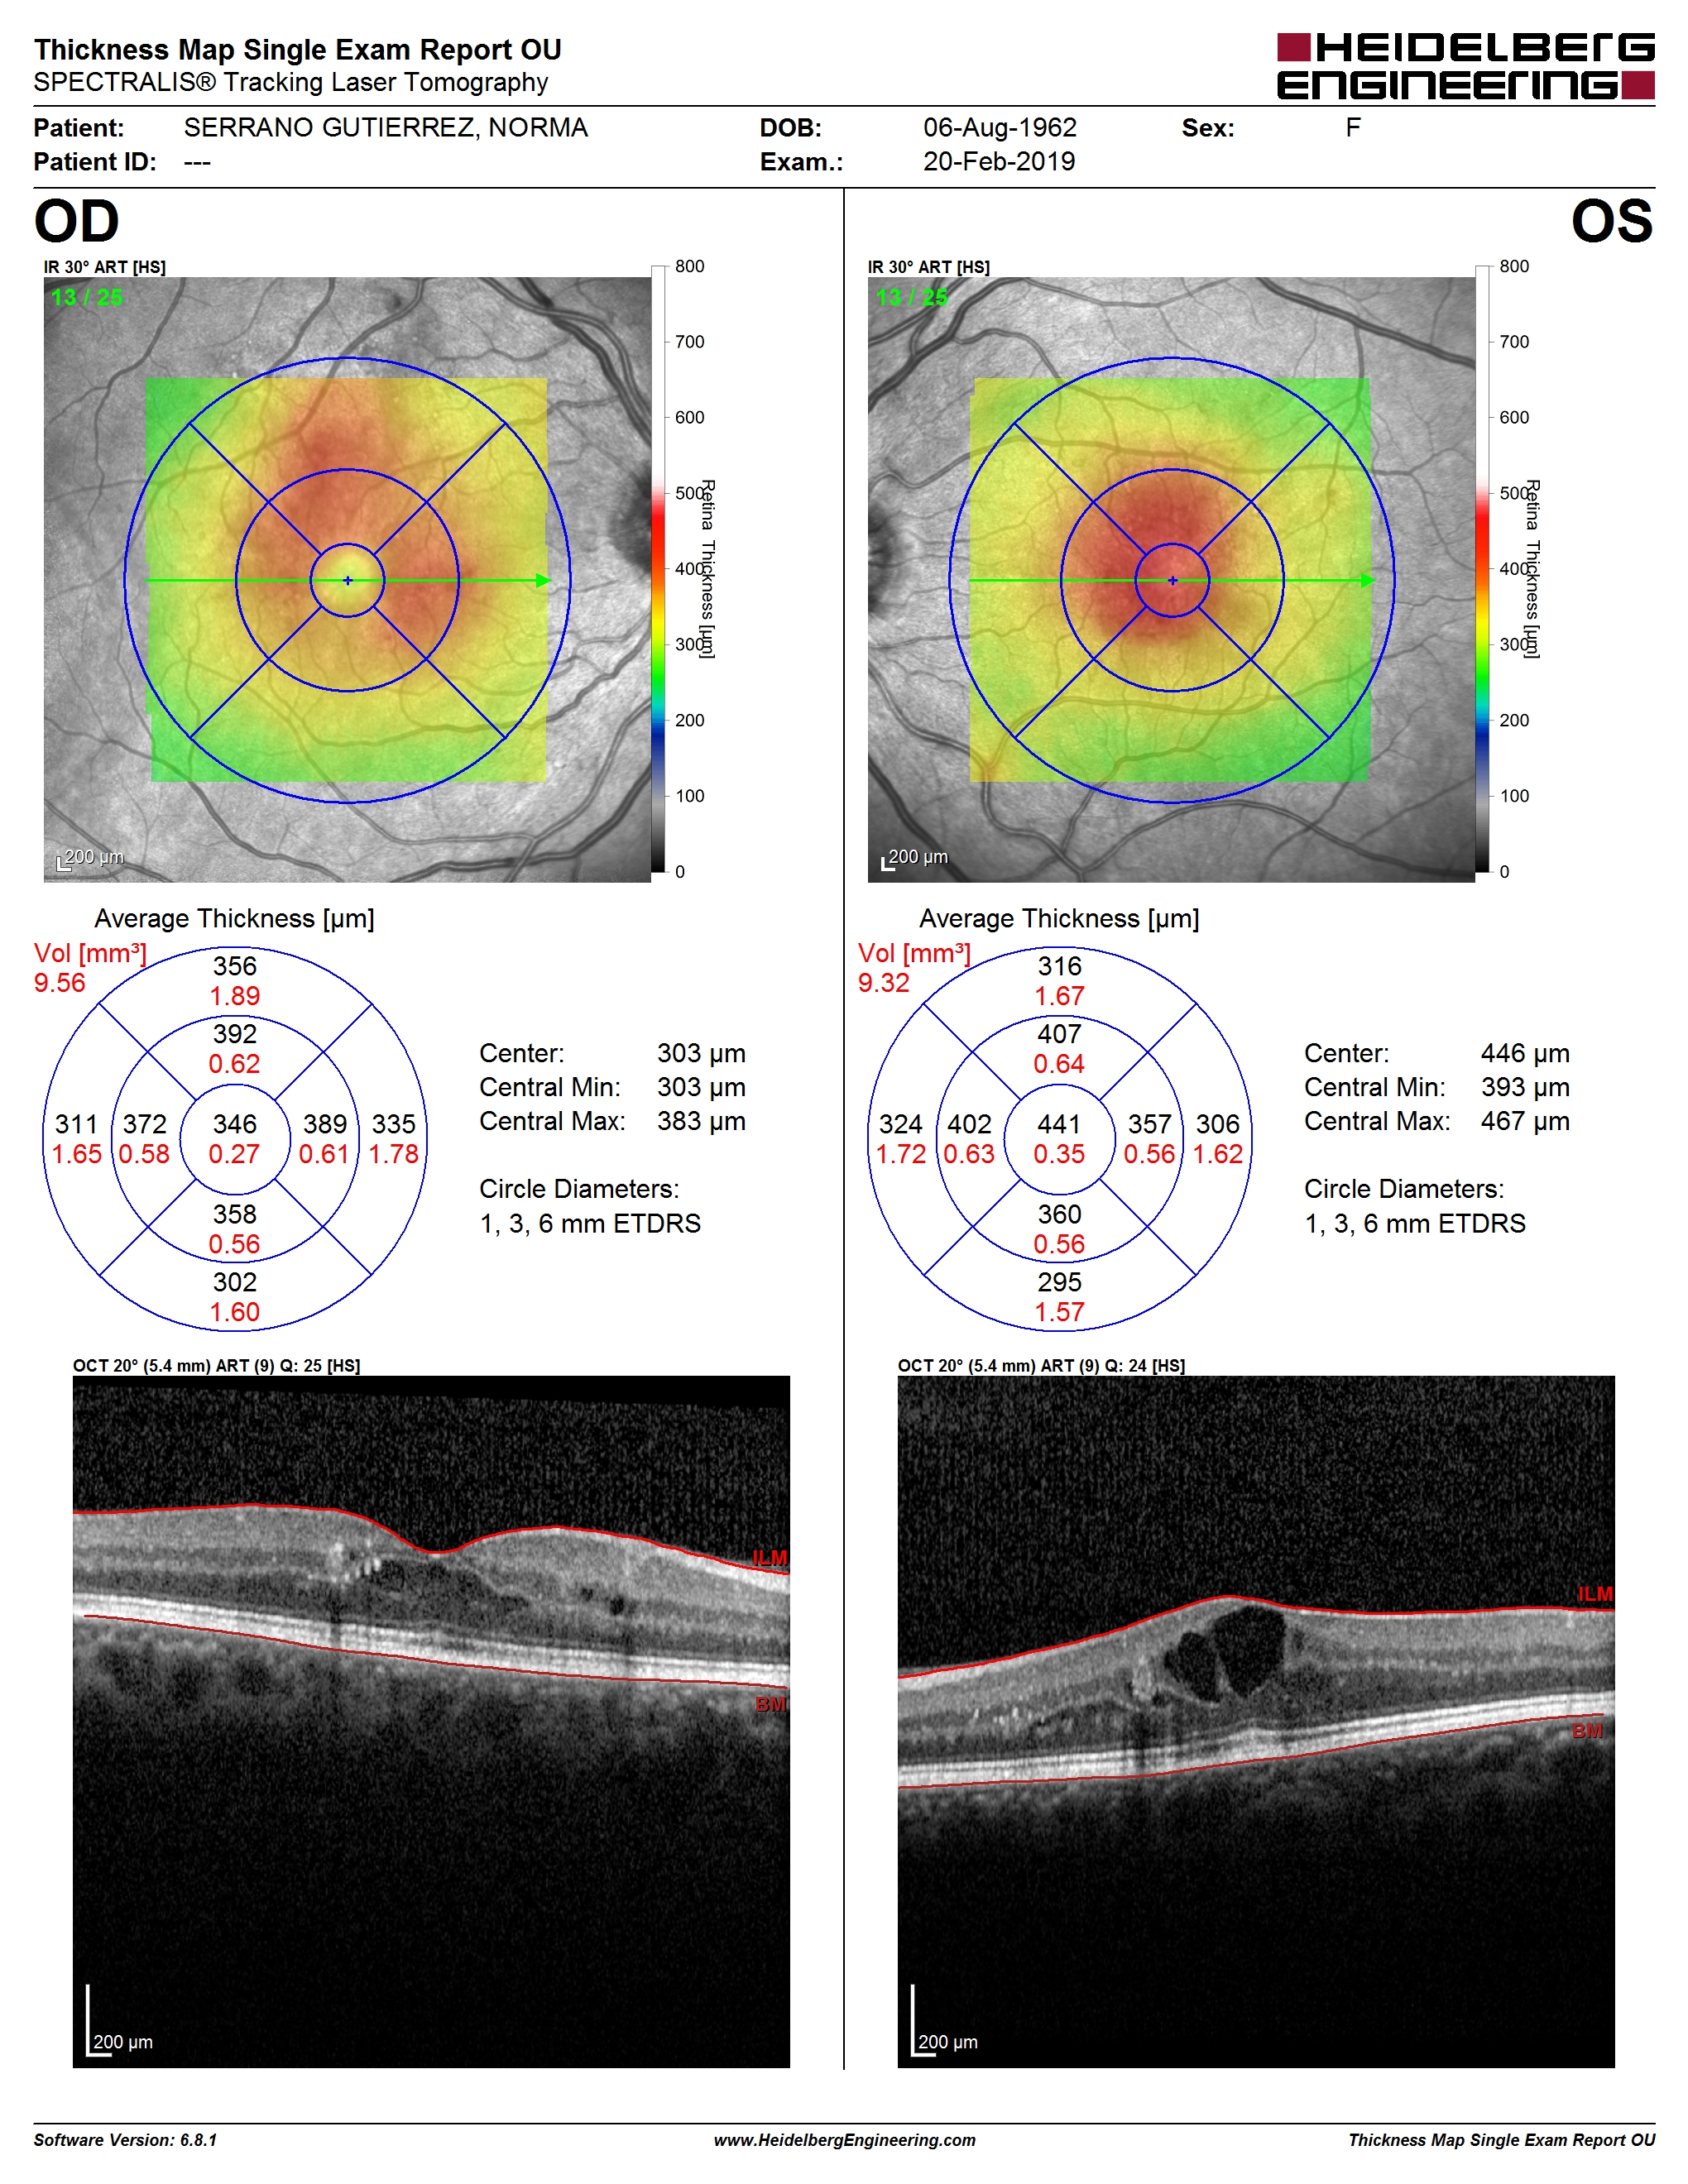 Thickness Map Single Exam Report OU
SPECTRALIS® Tracking Laser Tomography
HEIDELBERG
ENGINEERING
Patient: SERRANO GUTIERREZ, NORMA DOB: 06-Aug-1962 Sex: F
Patient ID: --- Exam.: 20-Feb-2019
OD
IR 30° ART [HS]
13 / 25
800
700
600
500
400
300
200
100
0
Retina Thickness [µm]
200 µm
Average Thickness [µm]
Vol [mm³]
9.56
356
1.89
392
0.62
311 372 346 389 335
1.65 0.58 0.27 0.61 1.78
358
0.56
302
1.60
Center: 303 µm
Central Min: 303 µm
Central Max: 383 µm
Circle Diameters:
1, 3, 6 mm ETDRS
OCT 20° (5.4 mm) ART (9) Q: 25 [HS]
ILM
BM
200 µm
OS
IR 30° ART [HS]
13 / 25
800
700
600
500
400
300
200
100
0
Retina Thickness [µm]
200 µm
Average Thickness [µm]
Vol [mm³]
9.32
316
1.67
407
0.64
324 402 441 357 306
1.72 0.63 0.35 0.56 1.62
360
0.56
295
1.57
Center: 446 µm
Central Min: 393 µm
Central Max: 467 µm
Circle Diameters:
1, 3, 6 mm ETDRS
OCT 20° (5.4 mm) ART (9) Q: 24 [HS]
ILM
BM
200 µm
Software Version: 6.8.1 www.HeidelbergEngineering.com Thickness Map Single Exam Report OU